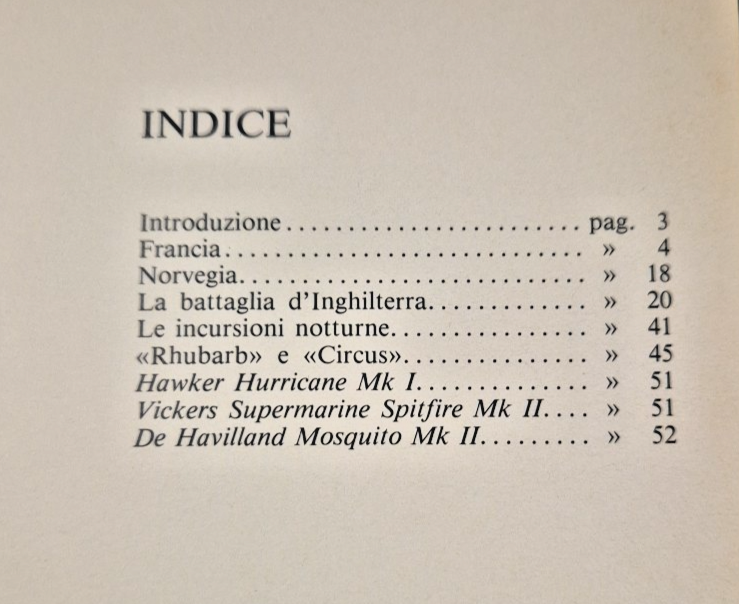 INDICE
Introduzione........................ pag. 3
Francia.............................. » 4
Norvegia............................ » 18
La battaglia d'Inghilterra............. » 20
Le incursioni notturne................ » 41
«Rhubarb» e «Circus»............... » 45
Hawker Hurricane Mk I.............. » 51
Vickers Supermarine Spitfire Mk II.... » 51
De Havilland Mosquito Mk II......... » 52